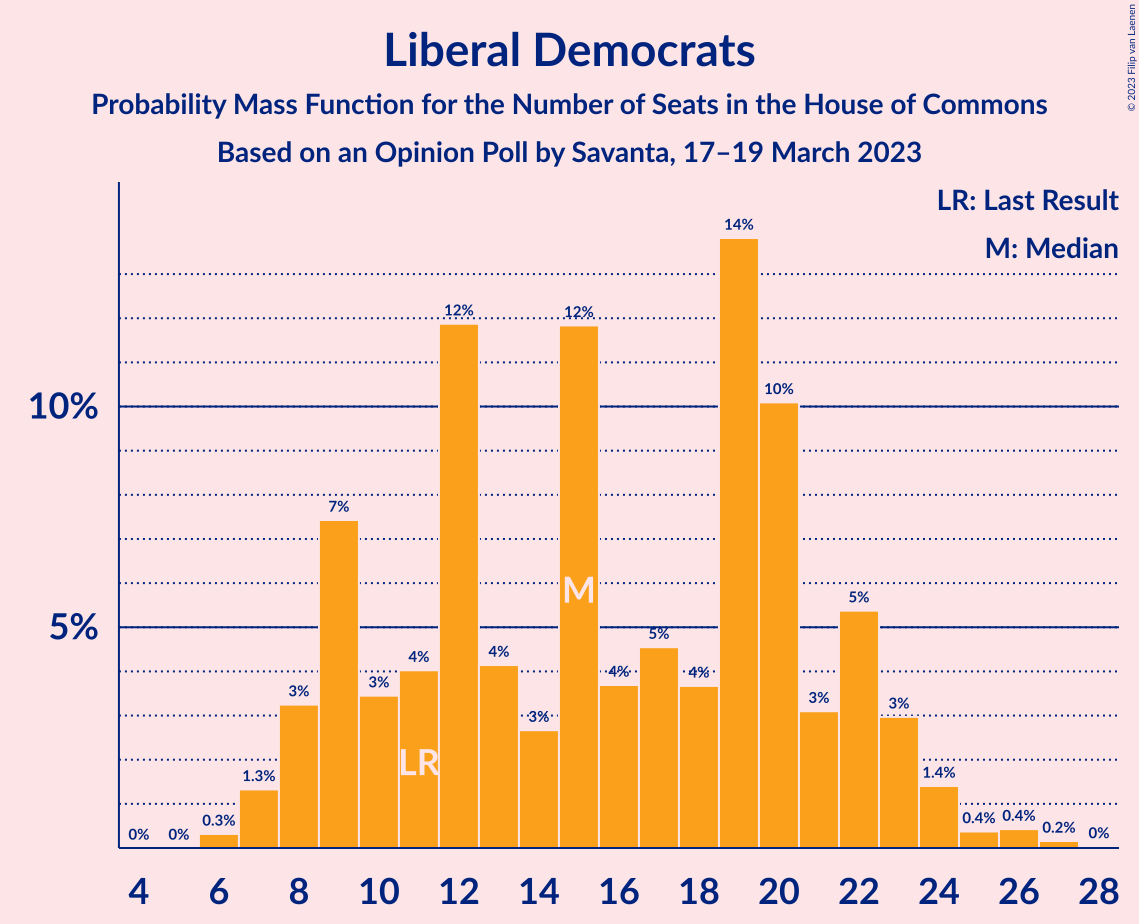 Liberal Democrats
Probability Mass Function for the Number of Seats in the House of Commons
Based on an Opinion Poll by Savanta, 17–19 March 2023
© 2023 Filip van Laenen
LR: Last Result
M: Median
14%
12% 12%
10%
10%
7%
M
5%
5%
5%
4% 4% 4% 4%
3% 3% 3% 3% 3%
LR
1.3% 1.4%
0% 0% 0.3% 0.4% 0.4% 0.2% 0%
4 6 8 10 12 14 16 18 20 22 24 26 28